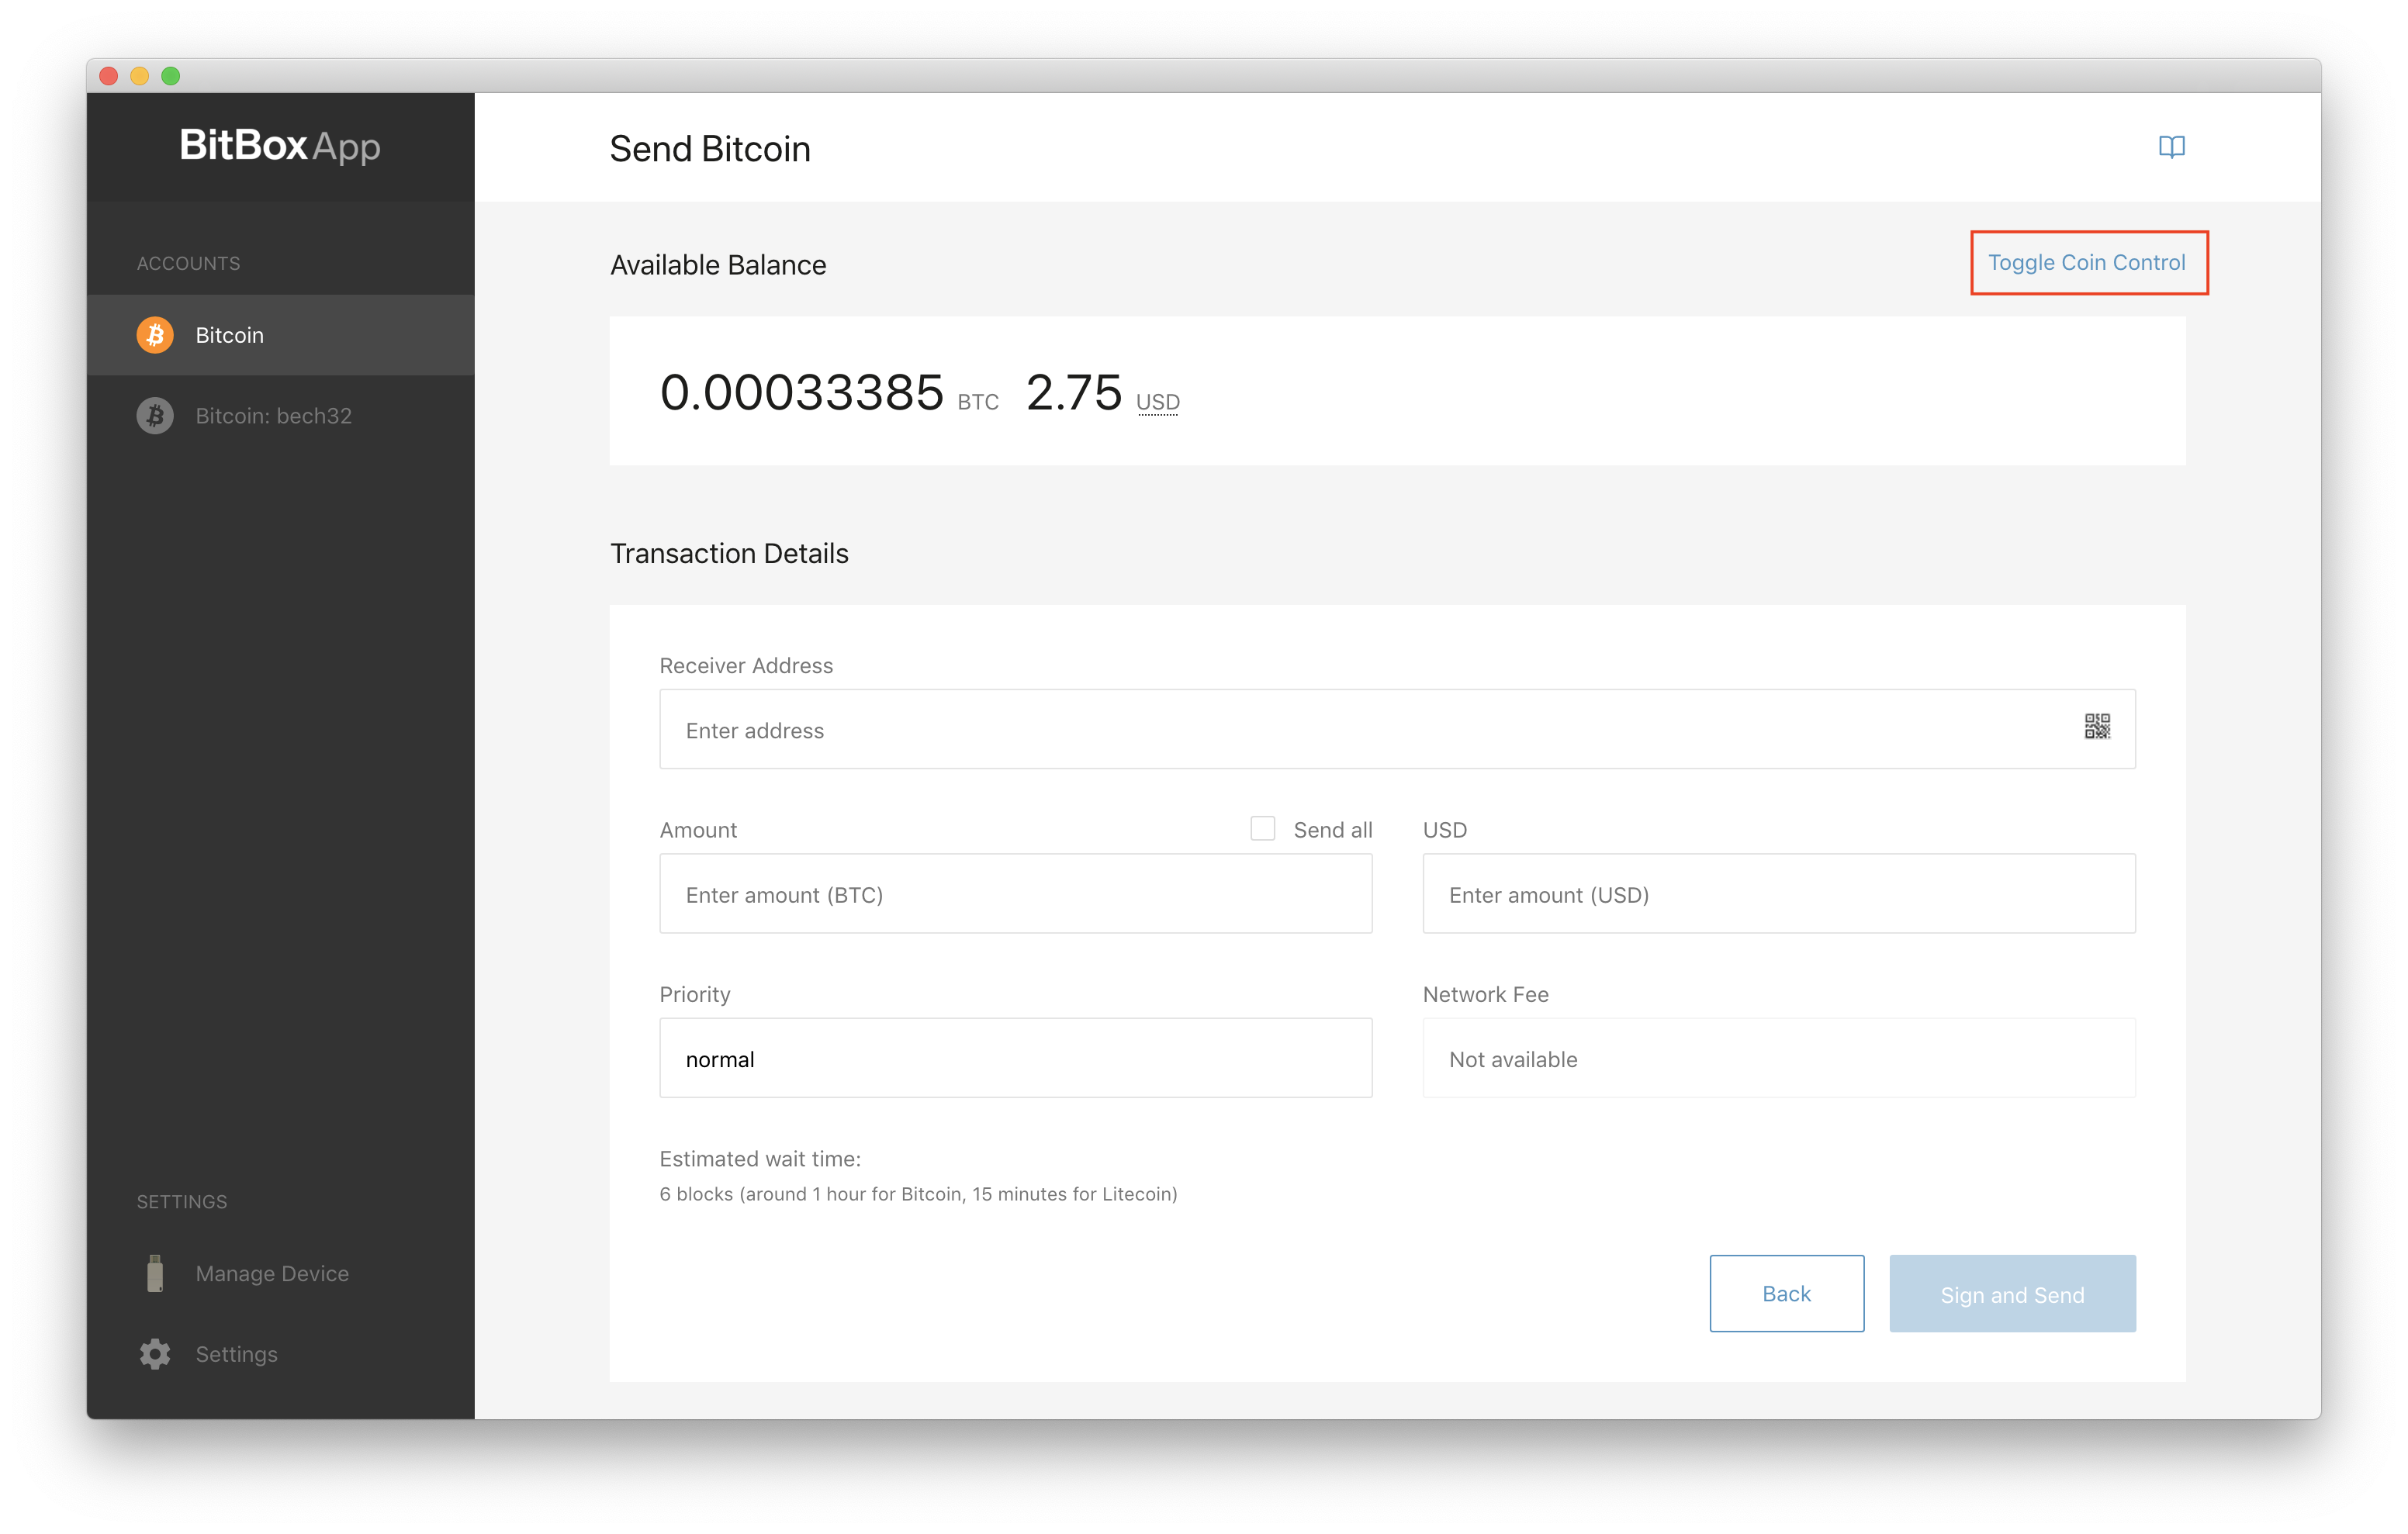 BitBox App
Send Bitcoin
ACCOUNTS
Bitcoin
Bitcoin: bech32
Available Balance
Toggle Coin Control
0.00033385 BTC 2.75 USD
Transaction Details
Receiver Address
Enter address
Amount
Send all
USD
Enter amount (BTC)
Enter amount (USD)
Priority
Network Fee
normal
Not available
Estimated wait time:
6 blocks (around 1 hour for Bitcoin, 15 minutes for Litecoin)
Back
Sign and Send
SETTINGS
Manage Device
Settings